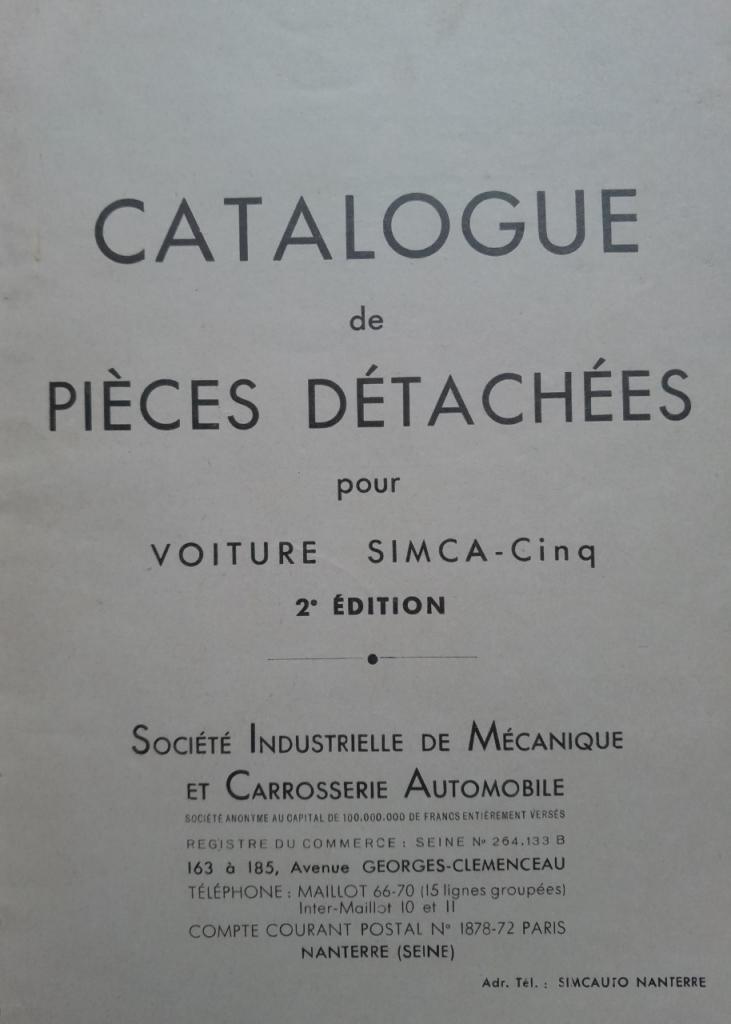 CATALOGUE
de
PIÈCES DÉTACHÉES
pour
VOITURE SIMCA-Cinq
2e ÉDITION
SOCIÉTÉ INDUSTRIELLE DE MÉCANIQUE
ET CARROSSERIE AUTOMOBILE
SOCIÉTÉ ANONYME AU CAPITAL DE 100.000.000 DE FRANCS ENTIÈREMENT VERSÉS
REGISTRE DU COMMERCE : SEINE No 264.133 B
163 à 185, Avenue GEORGES-CLEMENCEAU
TÉLÉPHONE : MAILLOT 66-70 (15 lignes groupées)
Inter-Maillot 10 et 11
COMPTE COURANT POSTAL No 1878-72 PARIS
NANTERRE (SEINE)
Adr. Tél. : SIMCAUTO NANTERRE